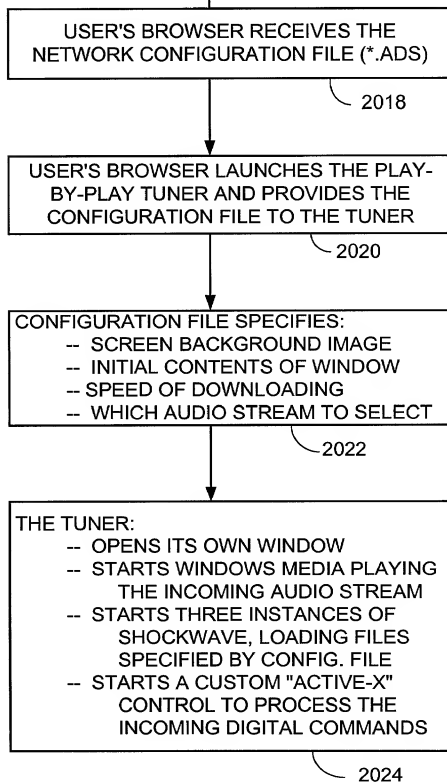 USER'S BROWSER RECEIVES THE
NETWORK CONFIGURATION FILE (*.ADS)
2018
USER'S BROWSER LAUNCHES THE PLAY-
BY-PLAY TUNER AND PROVIDES THE
CONFIGURATION FILE TO THE TUNER
2020
CONFIGURATION FILE SPECIFIES:
-- SCREEN BACKGROUND IMAGE
-- INITIAL CONTENTS OF WINDOW
-- SPEED OF DOWNLOADING
-- WHICH AUDIO STREAM TO SELECT
2022
THE TUNER:
-- OPENS ITS OWN WINDOW
-- STARTS WINDOWS MEDIA PLAYING
THE INCOMING AUDIO STREAM
-- STARTS THREE INSTANCES OF
SHOCKWAVE, LOADING FILES
SPECIFIED BY CONFIG. FILE
-- STARTS A CUSTOM "ACTIVE-X"
CONTROL TO PROCESS THE
INCOMING DIGITAL COMMANDS
2024